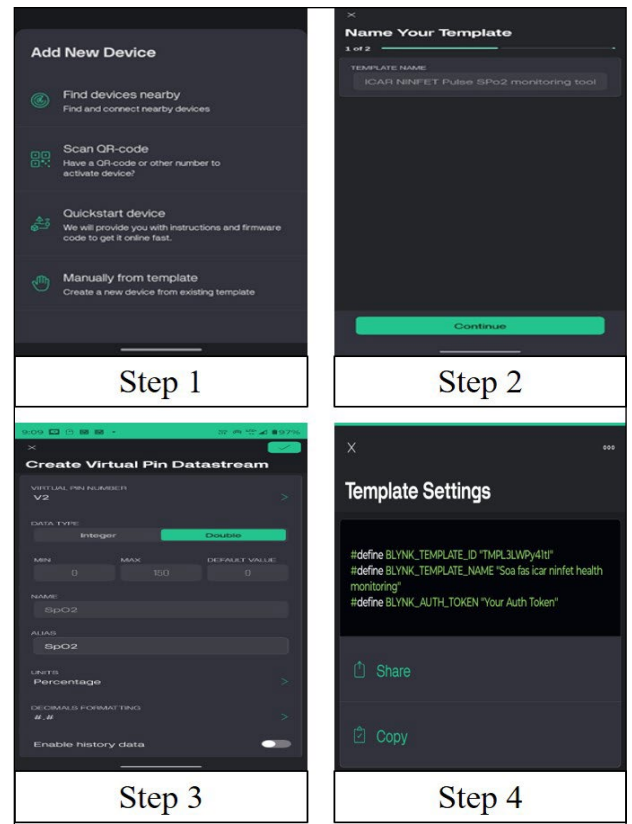 Add New Device
Find devices nearby
Find and connect nearby devices
Scan QR-code
Have a QR-code or other number to
activate device?
Quickstart device
We will provide you with instructions and firmware
code to get it online fast.
Manually from template
Create a new device from existing template
Step 1
Name Your Template
1 of 2
TEMPLATE NAME
ICAR NINFET Pulse SPo2 monitoring tool
Continue
Step 2
9:09
97%
Create Virtual Pin Datastream
VIRTUAL PIN NUMBER
V2
DATA TYPE
Integer Double
MIN MAX DEFAULT VALUE
0 150 0
NAME
SpO2
ALIAS
SpO2
UNITS
Percentage
DECIMALS FORMATTING
#.#
Enable history data
Step 3
Template Settings
#define BLYNK_TEMPLATE_ID "TMPL3LWPy41tI"
#define BLYNK_TEMPLATE_NAME "Soa fas icar ninfet health
monitoring"
#define BLYNK_AUTH_TOKEN "Your Auth Token"
Share
Copy
Step 4